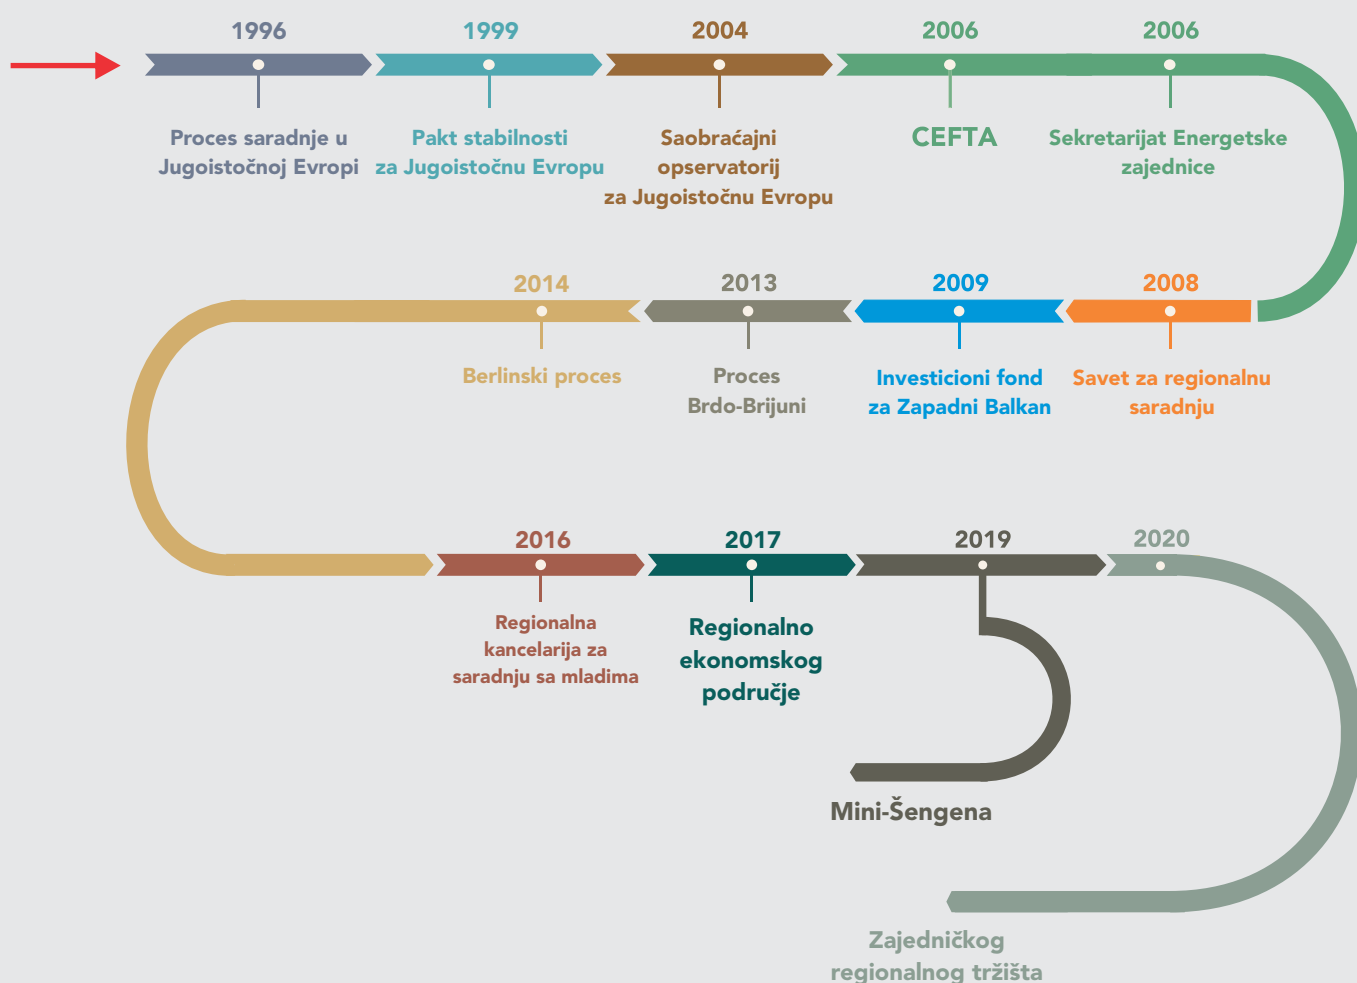 1996
Proces saradnje u
Jugoistočnoj Evropi
1999
Pakt stabilnosti
za Jugoistočnu Evropu
2004
Saobraćajni
opservatorij
za Jugoistočnu Evropu
2006
CEFTA
2006
Sekretarijat Energetske
zajednice
2008
Savet za regionalnu
saradnju
2009
Investicioni fond
za Zapadni Balkan
2013
Proces
Brdo-Brijuni
2014
Berlinski proces
2016
Regionalna
kancelarija za
saradnju sa mladima
2017
Regionalno
ekonomskog
područje
2019
Mini-Šengena
2020
Zajedničkog
regionalnog tržišta